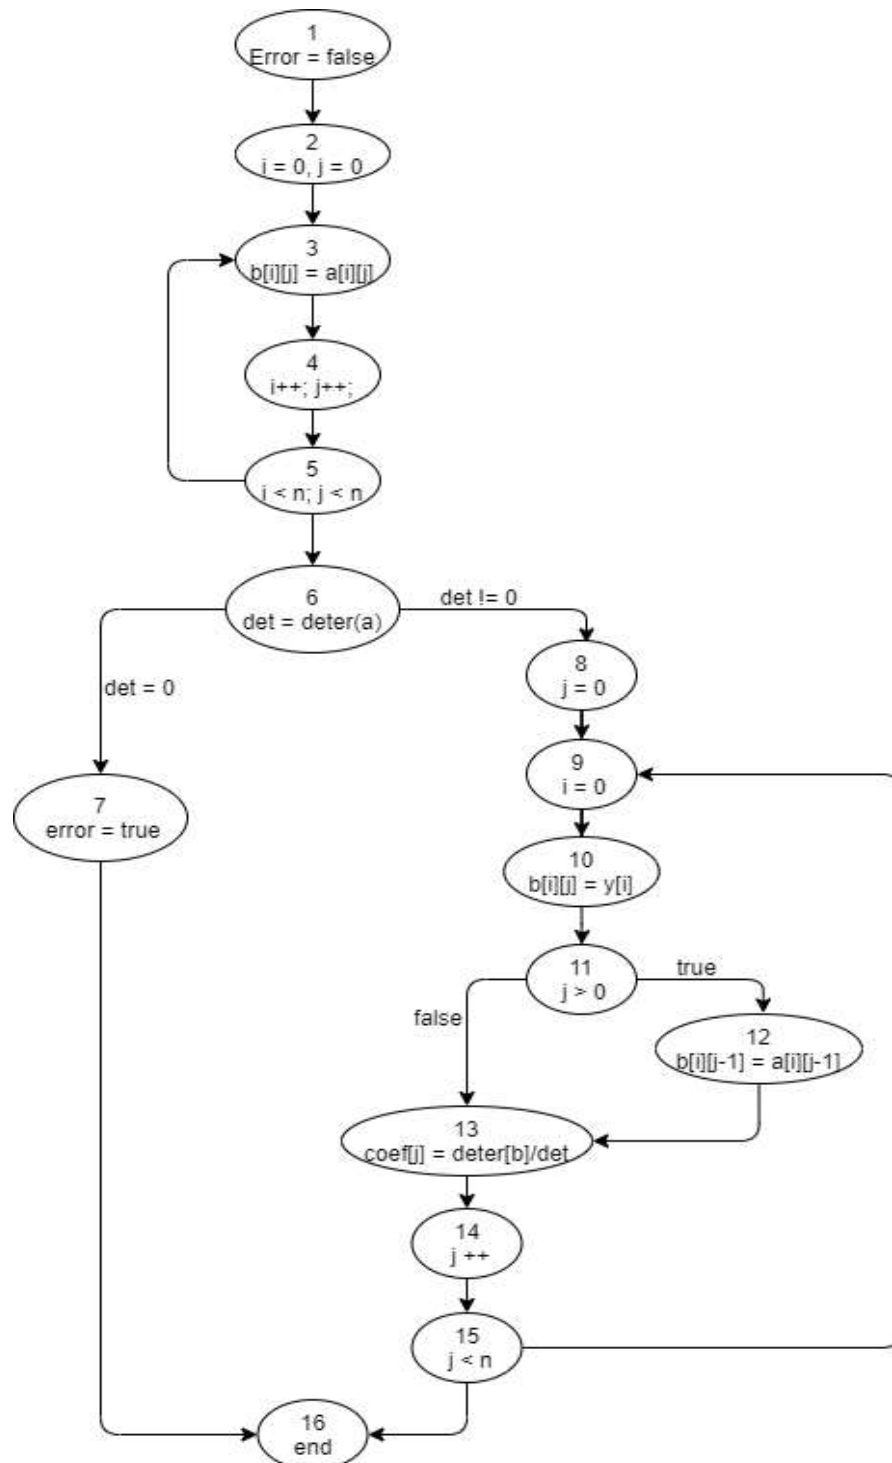 1
Error = false
2
i = 0, j = 0
3
b[i][j] = a[i][j]
4
i++; j++;
5
i < n; j < n
6
det = deter(a)
det != 0
8
j = 0
det = 0
9
i = 0
7
error = true
10
b[i][j] = y[i]
11
j > 0
true
false
12
b[i][j-1] = a[i][j-1]
13
coef[j] = deter[b]/det
14
j ++
15
j < n
16
end